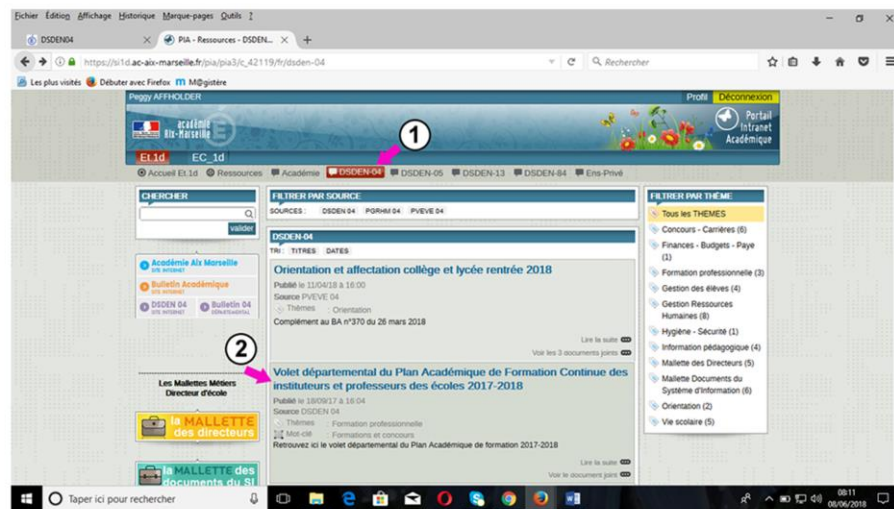 Fichier Édition Affichage Historique Marque-pages Outils ?
DSDEN04
PIA - Ressources - DSDEN...
https://si1d.ac-aix-marseille.fr/pia/pia3/c_42119/fr/dsden-04
Rechercher
Les plus visités Débuter avec Firefox M@gistère
Peggy AFFHOLDER
Profil Déconnexion
académie
Aix-Marseille
Portail
Intranet
Académique
1
Et.1d EC_1d
Accueil Et.1d Ressources Académie DSDEN-04 DSDEN-05 DSDEN-13 DSDEN-84 Ens-Privé
CHERCHER
valider
Académie Aix Marseille
SITE INTERNET
Bulletin Académique
SITE INTERNET
DSDEN 04
SITE INTERNET
Bulletin 04
DÉPARTEMENTAL
Les Mallettes Métiers
Directeur d'école
la MALLETTE
des directeurs
la MALLETTE des
documents du SI
FILTRER PAR SOURCE
SOURCES : DSDEN 04 PGRHM 04 PVEVE 04
DSDEN-04
TRI : TITRES DATES
Orientation et affectation collège et lycée rentrée 2018
Publié le 11/04/18 à 16:00
Source PVEVE 04
Thèmes : Orientation
Complément au BA n°370 du 26 mars 2018
Lire la suite
Voir les 3 documents joints
2
Volet départemental du Plan Académique de Formation Continue des
instituteurs et professeurs des écoles 2017-2018
Publié le 18/09/17 à 16:04
Source DSDEN 04
Thèmes : Formation professionnelle
Mot-clé : Formations et concours
Retrouvez ici le volet départemental du Plan Académique de formation 2017-2018
Lire la suite
Voir le document joint
FILTRER PAR THÈME
Tous les THEMES
Concours - Carrières (6)
Finances - Budgets - Paye
(1)
Formation professionnelle (3)
Gestion des élèves (4)
Gestion Ressources
Humaines (8)
Hygiène - Sécurité (1)
Information pédagogique (4)
Mallette des Directeurs (5)
Mallette Documents du
Système d'Information (6)
Orientation (2)
Vie scolaire (5)
Taper ici pour rechercher
08:11
08/06/2018